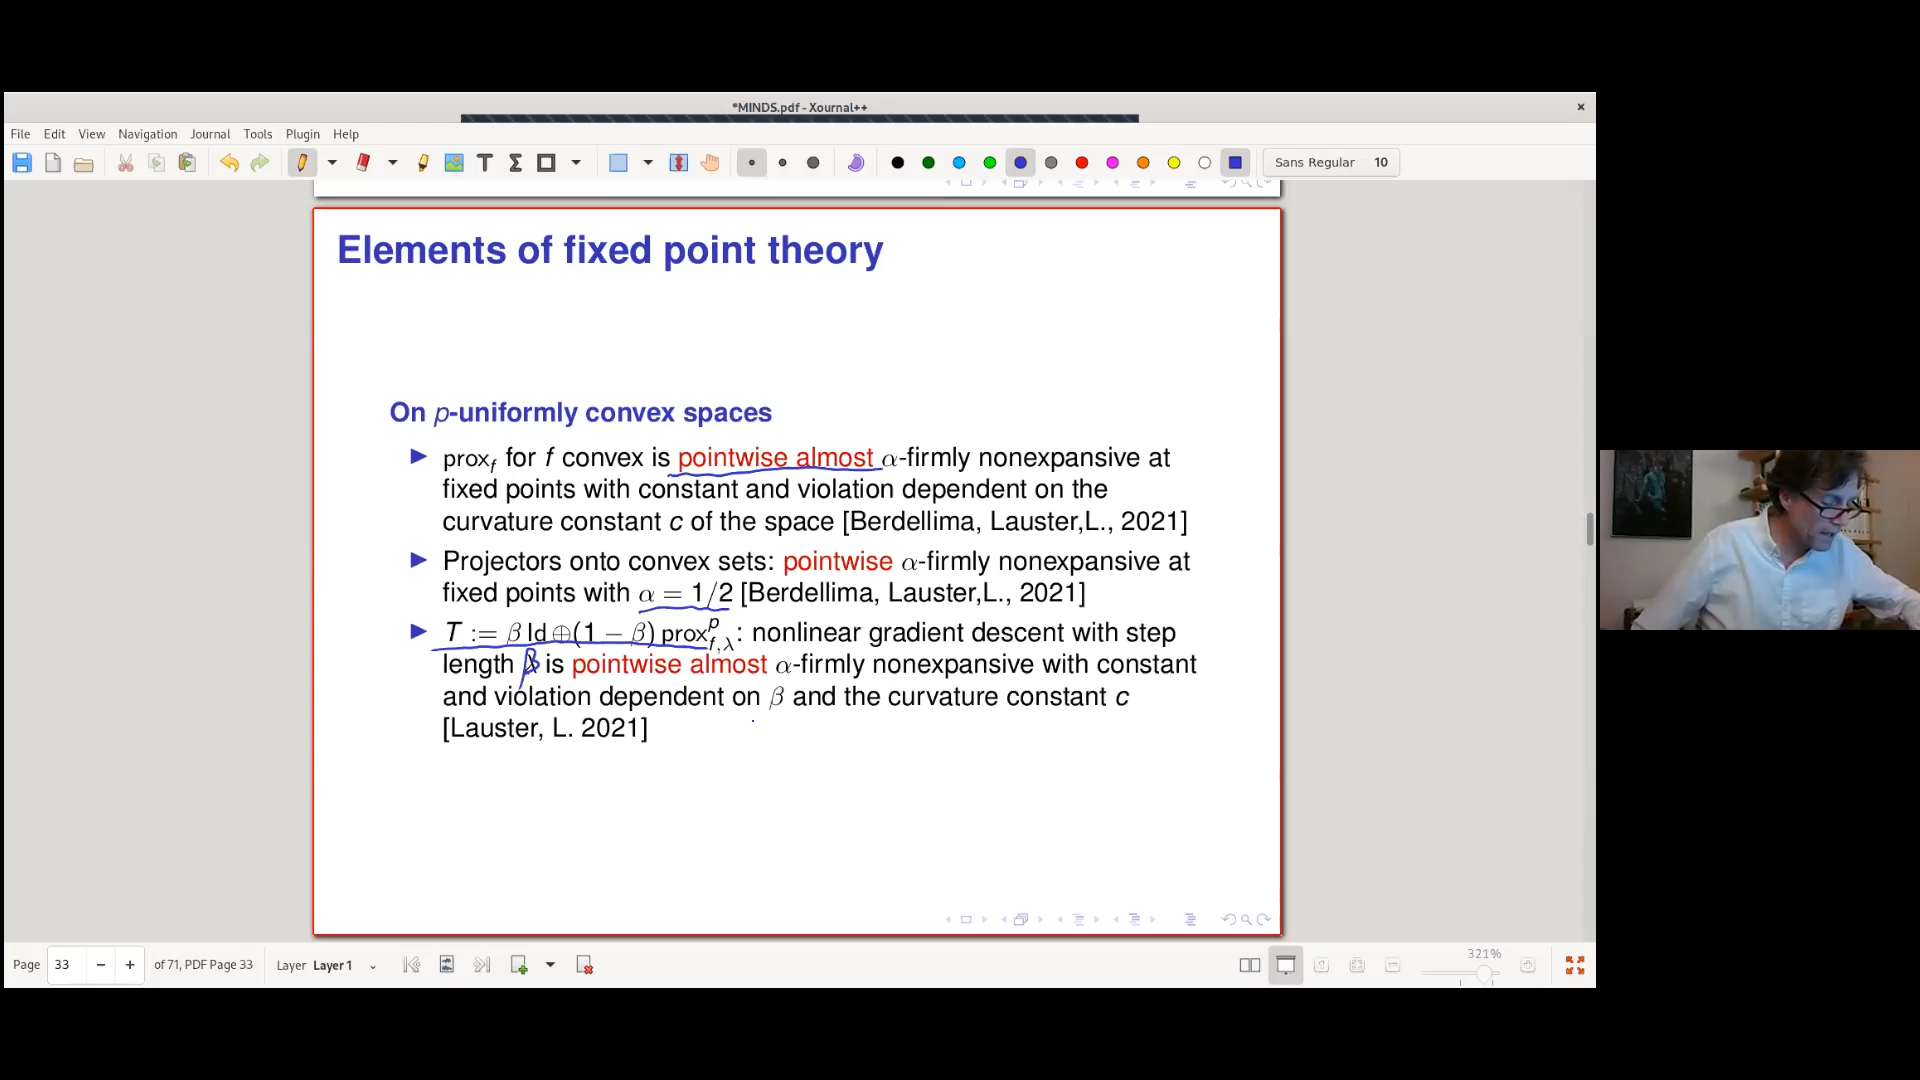 *MINDS.pdf - Xournal++
×
File Edit View Navigation Journal Tools Plugin Help
Sans Regular 10
Elements of fixed point theory
On p-uniformly convex spaces
▶ prox_f for f convex is pointwise almost α-firmly nonexpansive at
fixed points with constant and violation dependent on the
curvature constant c of the space [Berdellima, Lauster,L., 2021]
▶ Projectors onto convex sets: pointwise α-firmly nonexpansive at
fixed points with α = 1/2 [Berdellima, Lauster,L., 2021]
▶ T := β Id ⊕(1 − β) prox^p_{f,λ}: nonlinear gradient descent with step
length β is pointwise almost α-firmly nonexpansive with constant
and violation dependent on β and the curvature constant c
[Lauster, L. 2021]
Page 33 − + of 71, PDF Page 33 Layer Layer 1 321%